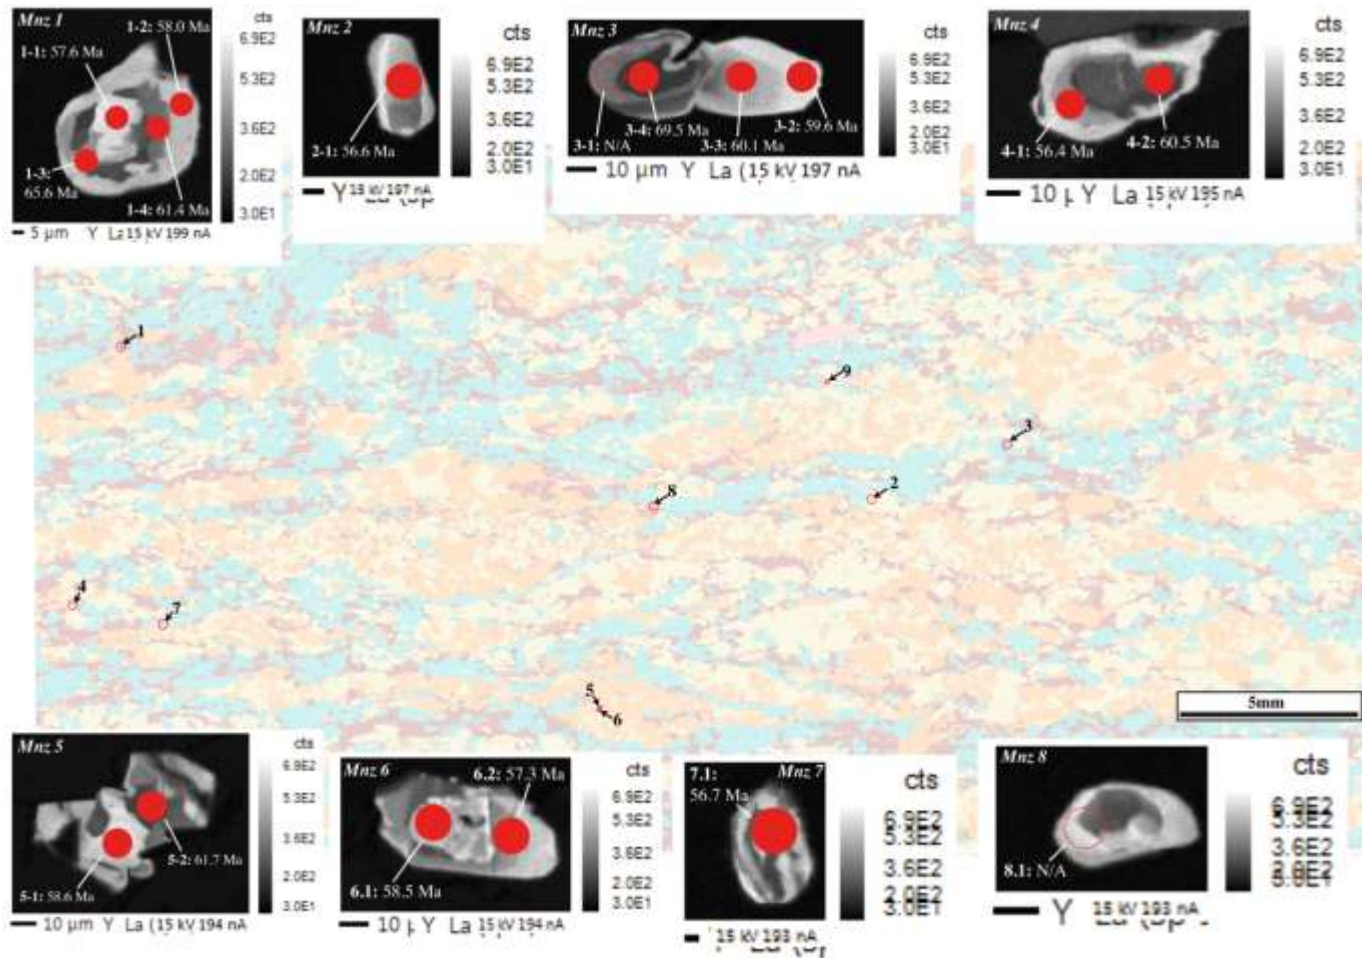 Mnz 1
1-2: 58.0 Ma
1-1: 57.6 Ma
1-3:
65.6 Ma
1-4: 61.4 Ma
cts
6.9E2
5.3E2
3.6E2
2.0E2
3.0E1
5 µm Y La 15 kV 199 nA
Mnz 2
2-1: 56.6 Ma
cts
6.9E2
5.3E2
3.6E2
2.0E2
3.0E1
Y 15 kV 197 nA
Mnz 3
3-4: 69.5 Ma
3-2: 59.6 Ma
3-1: N/A
3-3: 60.1 Ma
cts
6.9E2
5.3E2
3.6E2
2.0E2
3.0E1
10 µm Y La (15 kV 197 nA
Mnz 4
4-1: 56.4 Ma
4-2: 60.5 Ma
cts
6.9E2
5.3E2
3.6E2
2.0E2
3.0E1
10 µ Y La 15 kV 195 nA
1
9
3
8
2
4
7
5
6
5mm
Mnz 5
5-2: 61.7 Ma
5-1: 58.6 Ma
cts
6.9E2
5.3E2
3.6E2
2.0E2
3.0E1
10 µm Y La (15 kV 194 nA
Mnz 6
6.2: 57.3 Ma
6.1: 58.5 Ma
cts
6.9E2
5.3E2
3.6E2
2.0E2
3.0E1
10 µ Y La 15 kV 194 nA
7.1:
56.7 Ma
Mnz 7
cts
6.9E2
5.3E2
3.6E2
2.0E2
3.0E1
15 kV 193 nA
Mnz 8
8.1: N/A
cts
6.9E2
5.3E2
3.6E2
Y 15 kV 193 nA